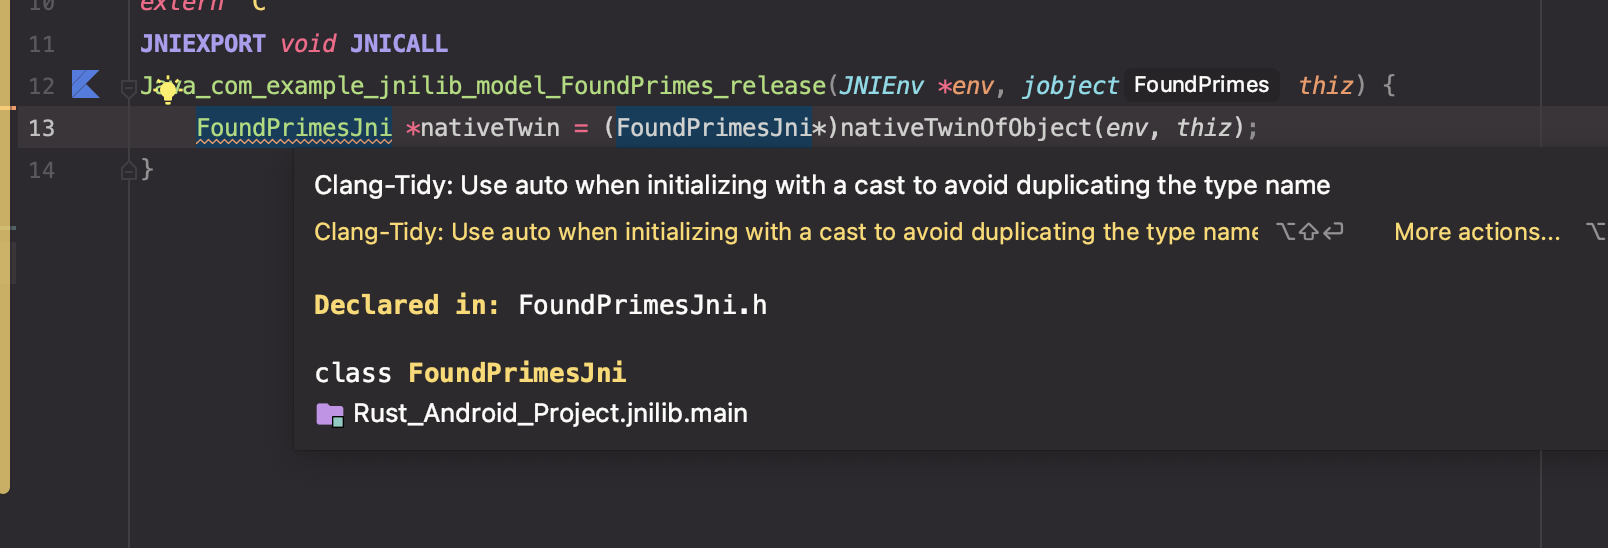 10 extern "C"
11 JNIEXPORT void JNICALL
12 Java_com_example_jnilib_model_FoundPrimes_release(JNIEnv *env, jobject FoundPrimes thiz) {
13 FoundPrimesJni *nativeTwin = (FoundPrimesJni*)nativeTwinOfObject(env, thiz);
14 }
Clang-Tidy: Use auto when initializing with a cast to avoid duplicating the type name
Clang-Tidy: Use auto when initializing with a cast to avoid duplicating the type name ⌥⇧⏎ More actions... ⌥
Declared in: FoundPrimesJni.h
class FoundPrimesJni
Rust_Android_Project.jnilib.main